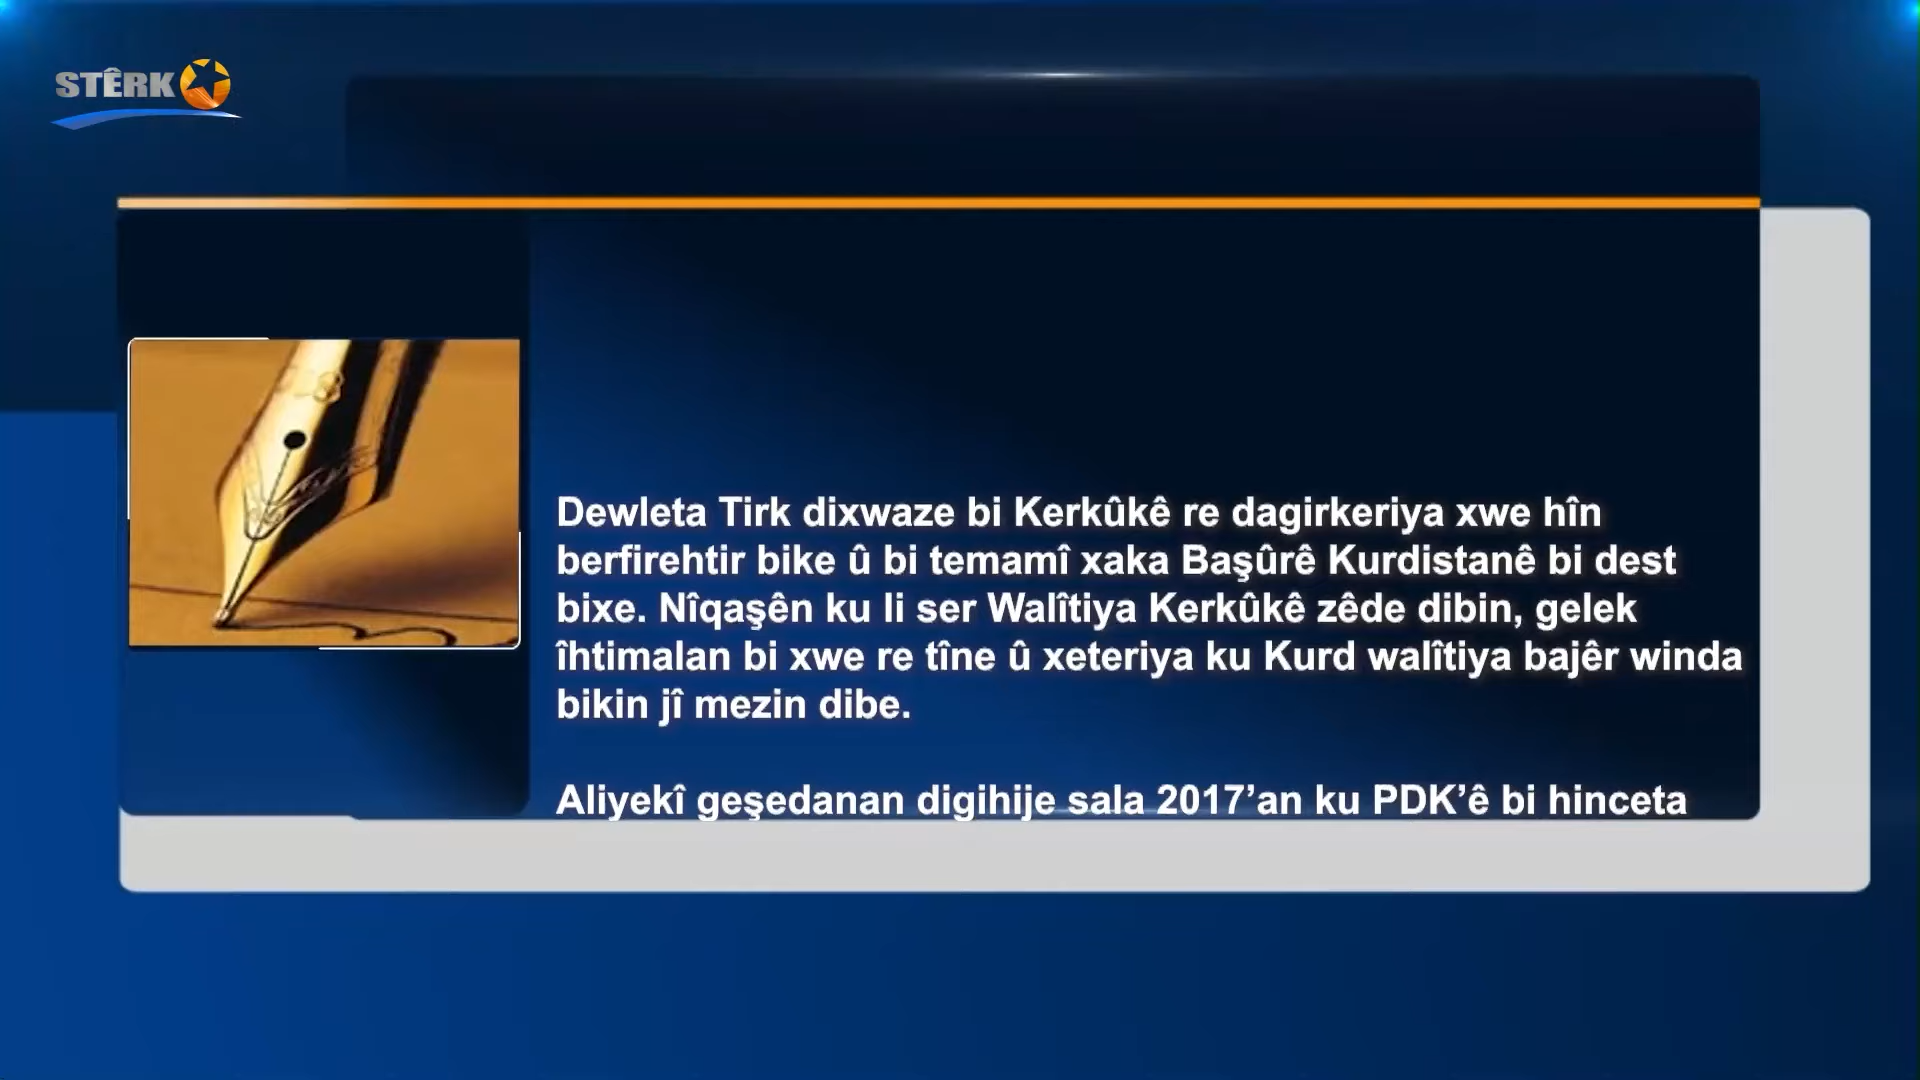 STÊRK
Dewleta Tirk dixwaze bi Kerkûkê re dagirkeriya xwe hîn
berfirehtir bike û bi temamî xaka Başûrê Kurdistanê bi dest
bixe. Nîqaşên ku li ser Walîtiya Kerkûkê zêde dibin, gelek
îhtimalan bi xwe re tîne û xeteriya ku Kurd walîtiya bajêr winda
bikin jî mezin dibe.
Aliyekî geşedanan digihije sala 2017’an ku PDK’ê bi hinceta